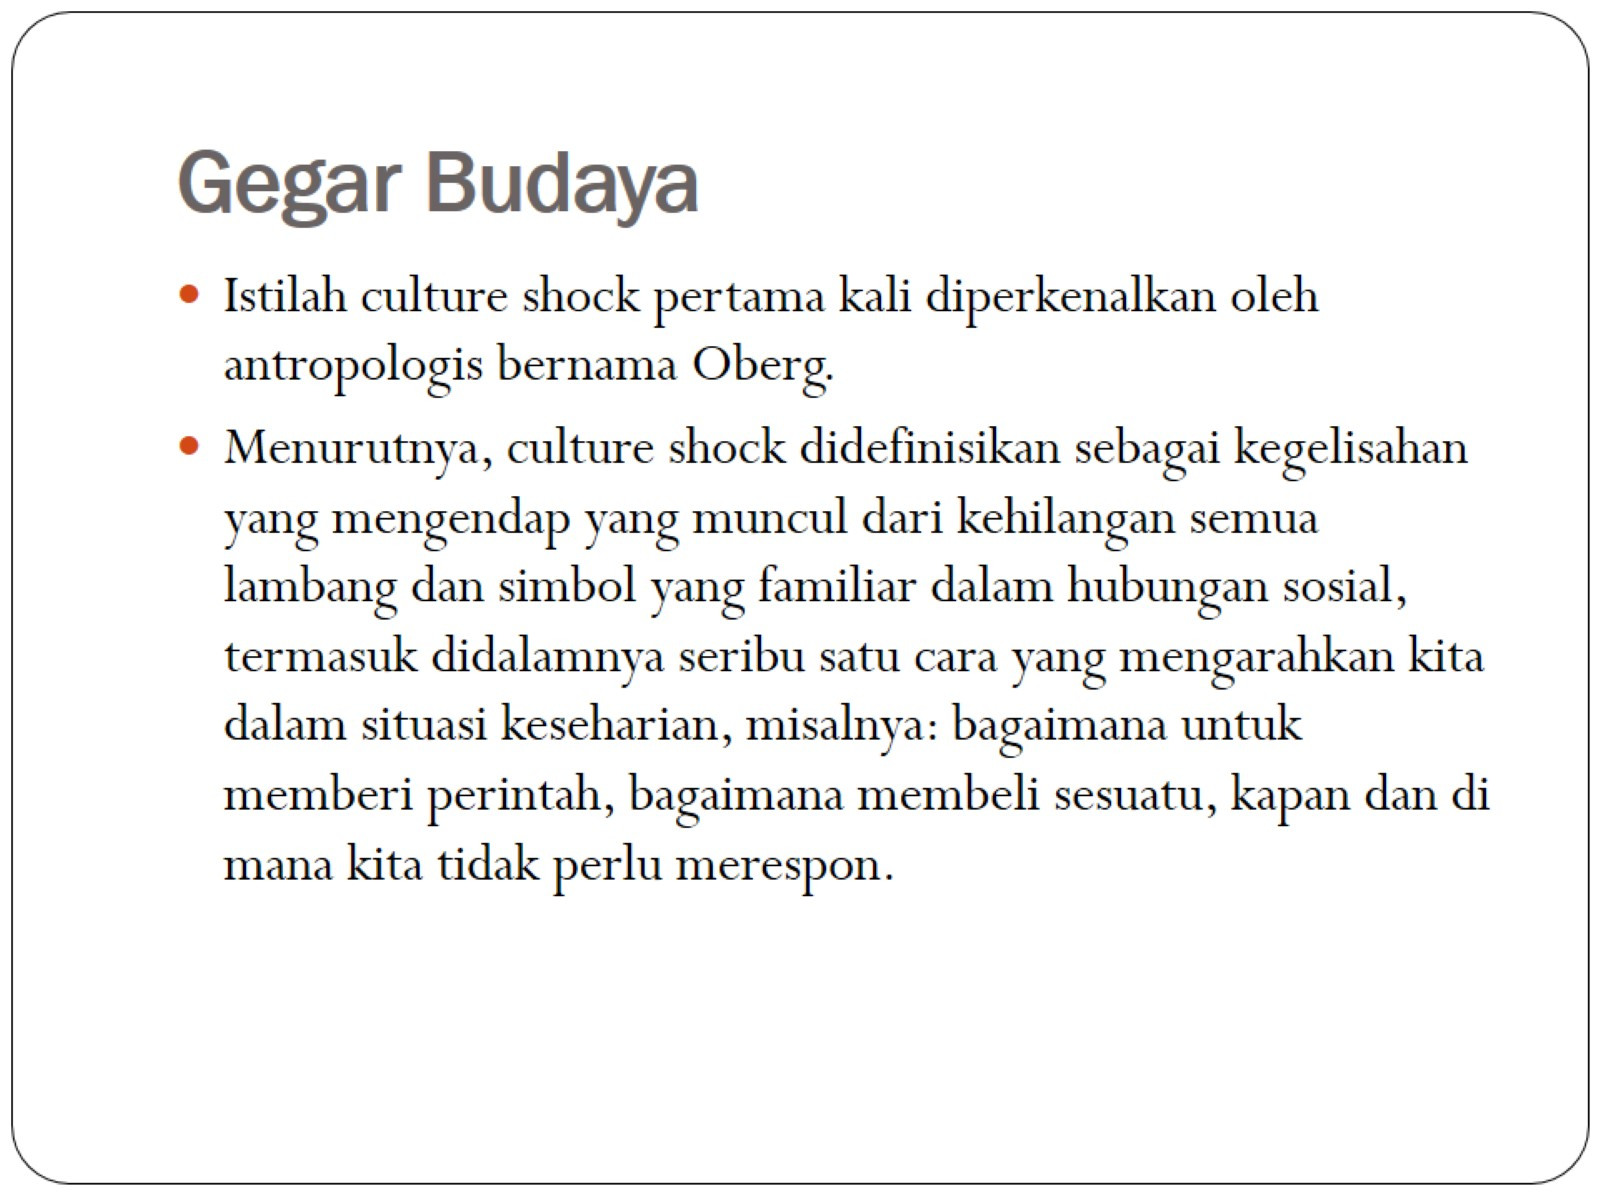 Gegar Budaya
• Istilah culture shock pertama kali diperkenalkan oleh
antropologis bernama Oberg.
• Menurutnya, culture shock didefinisikan sebagai kegelisahan
yang mengendap yang muncul dari kehilangan semua
lambang dan simbol yang familiar dalam hubungan sosial,
termasuk didalamnya seribu satu cara yang mengarahkan kita
dalam situasi keseharian, misalnya: bagaimana untuk
memberi perintah, bagaimana membeli sesuatu, kapan dan di
mana kita tidak perlu merespon.